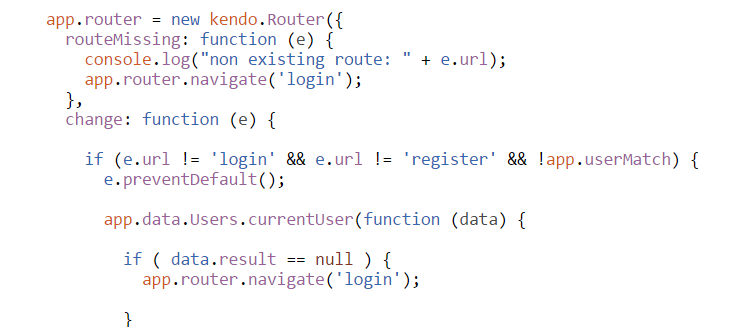 app.router = new kendo.Router({
routeMissing: function (e) {
console.log("non existing route: " + e.url);
app.router.navigate('login');
},
change: function (e) {
if (e.url != 'login' && e.url != 'register' && !app.userMatch) {
e.preventDefault();
app.data.Users.currentUser(function (data) {
if ( data.result == null ) {
app.router.navigate('login');
}